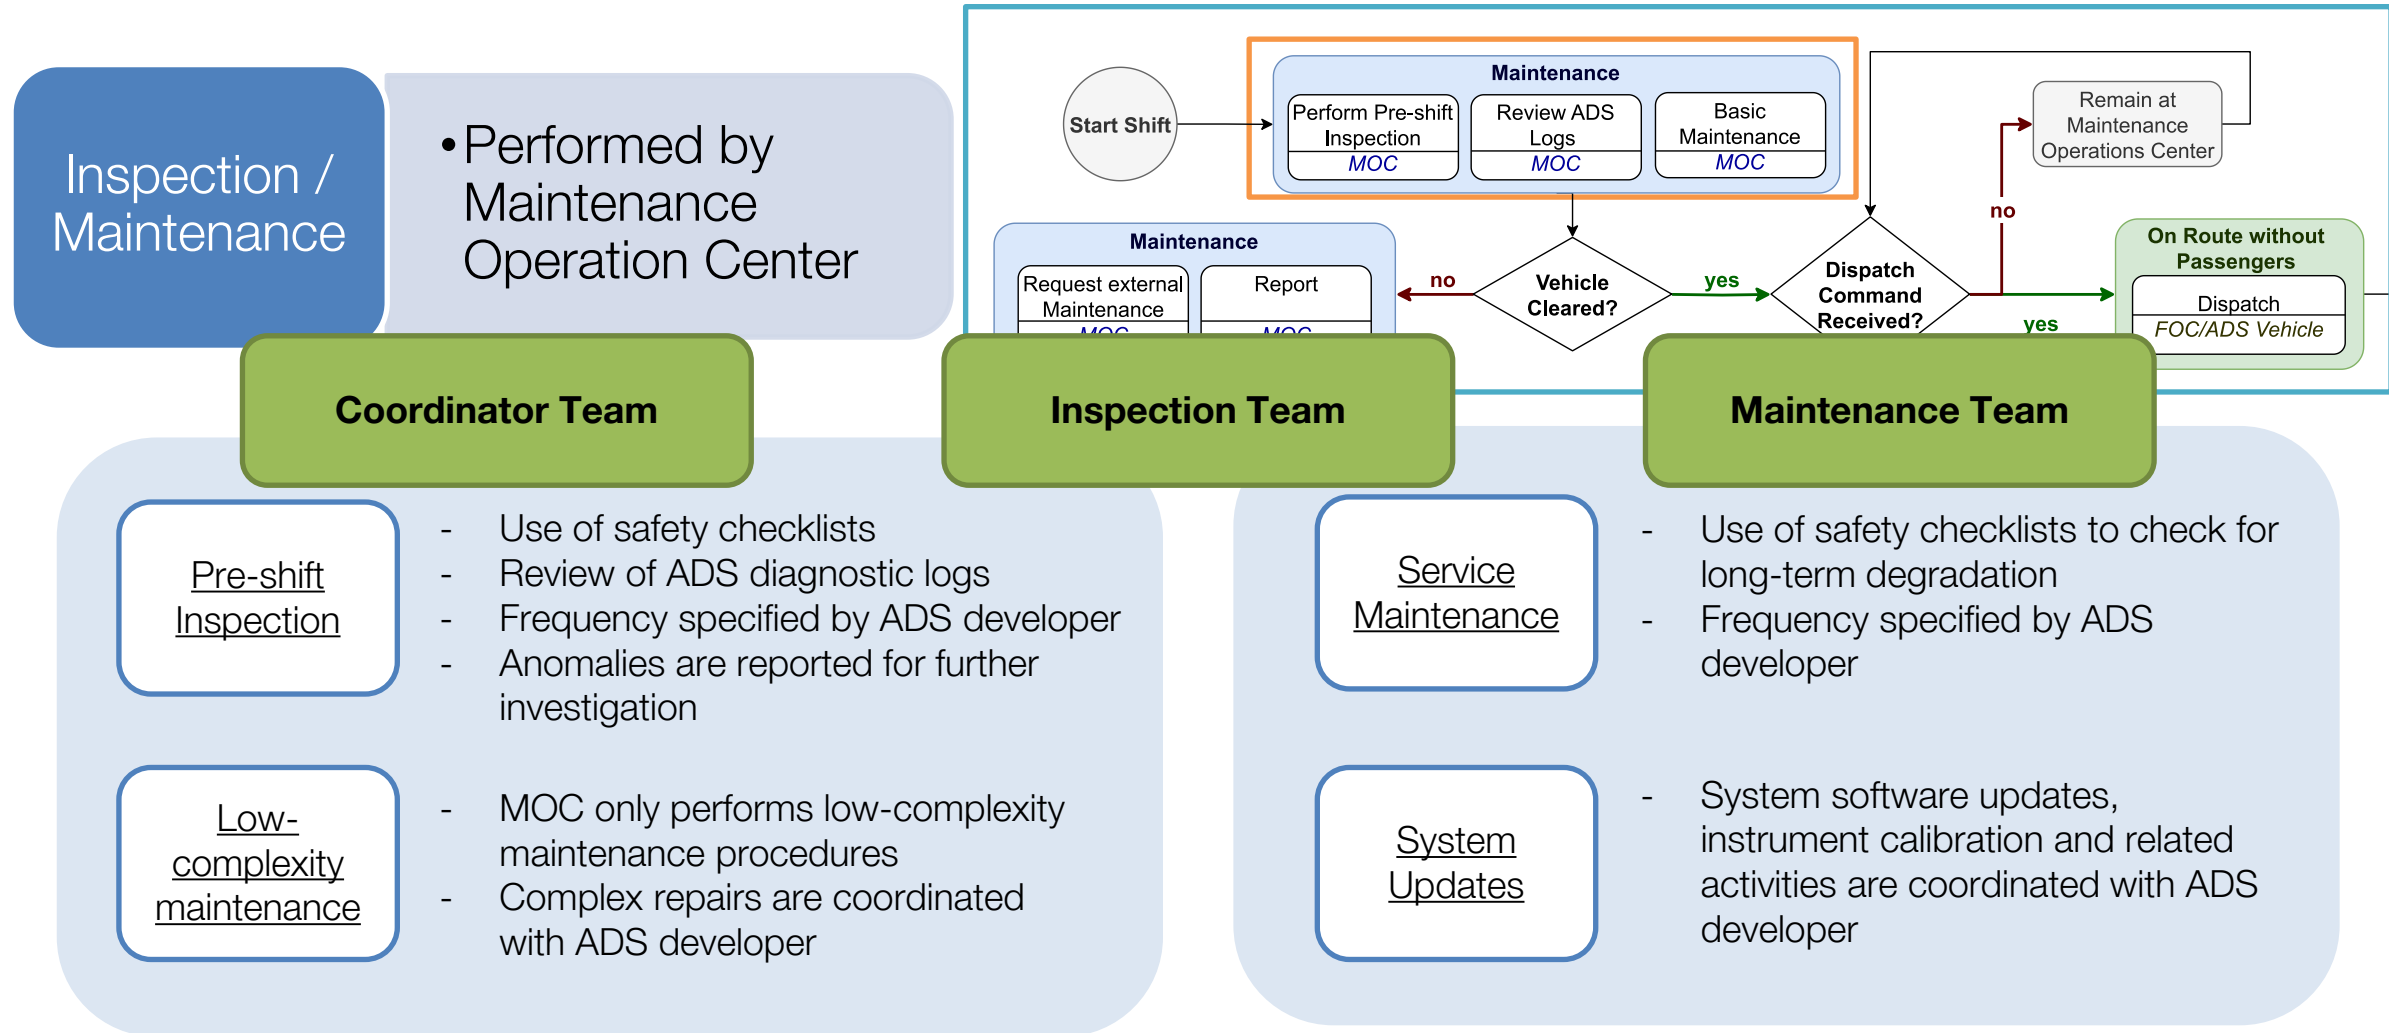 Inspection /
Maintenance
•Performed by
Maintenance
Operation Center
Start Shift
Maintenance
Perform Pre-shift
Inspection
MOC
Review ADS
Logs
MOC
Basic
Maintenance
MOC
Remain at
Maintenance
Operations Center
no
Maintenance
Request external
Maintenance
MOC
Report
MOC
no
Vehicle
Cleared?
yes
Dispatch
Command
Received?
yes
On Route without
Passengers
Dispatch
FOC/ADS Vehicle
Coordinator Team
Inspection Team
Maintenance Team
Pre-shift
Inspection
- Use of safety checklists
- Review of ADS diagnostic logs
- Frequency specified by ADS developer
- Anomalies are reported for further
investigation
Low-
complexity
maintenance
- MOC only performs low-complexity
maintenance procedures
- Complex repairs are coordinated
with ADS developer
Service
Maintenance
- Use of safety checklists to check for
long-term degradation
- Frequency specified by ADS
developer
System
Updates
- System software updates,
instrument calibration and related
activities are coordinated with ADS
developer